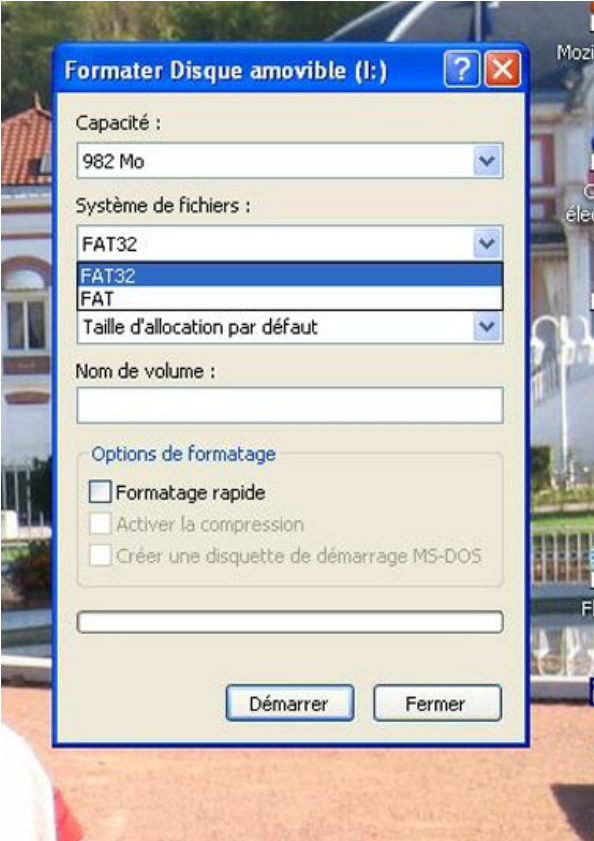 Formater Disque amovible (I:)
Capacité :
982 Mo
Système de fichiers :
FAT32
FAT32
FAT
Taille d'allocation par défaut
Nom de volume :
Options de formatage
Formatage rapide
Activer la compression
Créer une disquette de démarrage MS-DOS
Démarrer
Fermer
Mozi
éle